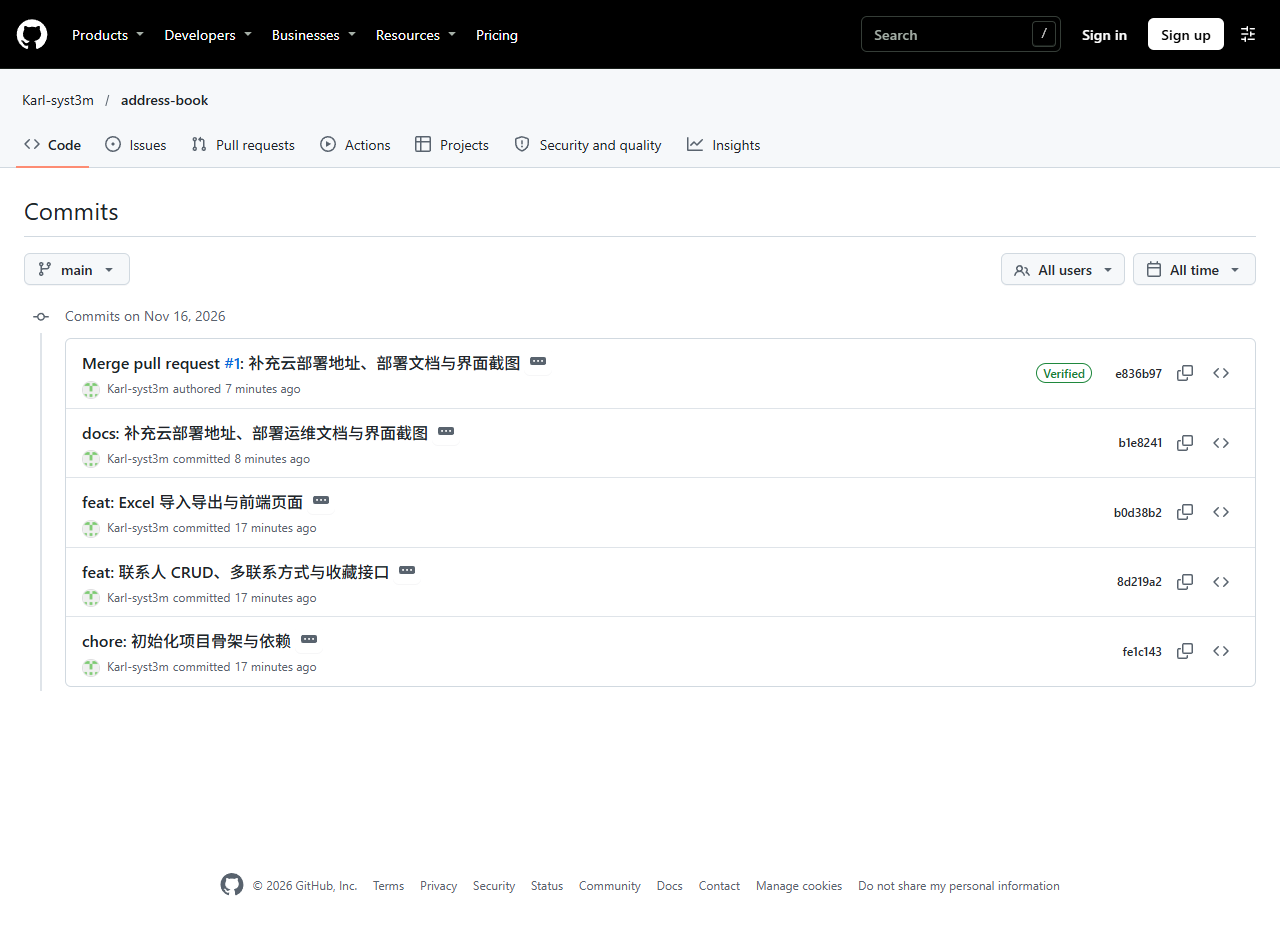 Products Developers Businesses Resources Pricing Search / Sign in Sign up
Karl-syst3m / address-book
Code Issues Pull requests Actions Projects Security and quality Insights
Commits
main All users All time
Commits on Nov 16, 2026
Merge pull request #1: 补充云部署地址、部署文档与界面截图
Verified e836b97
Karl-syst3m authored 7 minutes ago
docs: 补充云部署地址、部署运维文档与界面截图
b1e8241
Karl-syst3m committed 8 minutes ago
feat: Excel 导入导出与前端页面
b0d38b2
Karl-syst3m committed 17 minutes ago
feat: 联系人 CRUD、多联系方式与收藏接口
8d219a2
Karl-syst3m committed 17 minutes ago
chore: 初始化项目骨架与依赖
fe1c143
Karl-syst3m committed 17 minutes ago
© 2026 GitHub, Inc. Terms Privacy Security Status Community Docs Contact Manage cookies Do not share my personal information